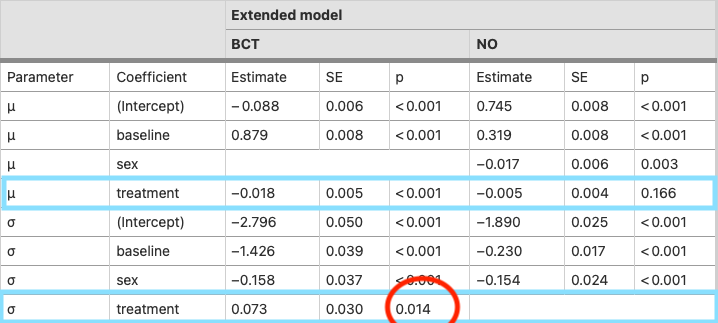 Extended model
BCT NO
Parameter Coefficient Estimate SE p Estimate SE p
μ (Intercept) −0.088 0.006 <0.001 0.745 0.008 <0.001
μ baseline 0.879 0.008 <0.001 0.319 0.008 <0.001
μ sex −0.017 0.006 0.003
μ treatment −0.018 0.005 <0.001 −0.005 0.004 0.166
σ (Intercept) −2.796 0.050 <0.001 −1.890 0.025 <0.001
σ baseline −1.426 0.039 <0.001 −0.230 0.017 <0.001
σ sex −0.158 0.037 <0.001 −0.154 0.024 <0.001
σ treatment 0.073 0.030 0.014